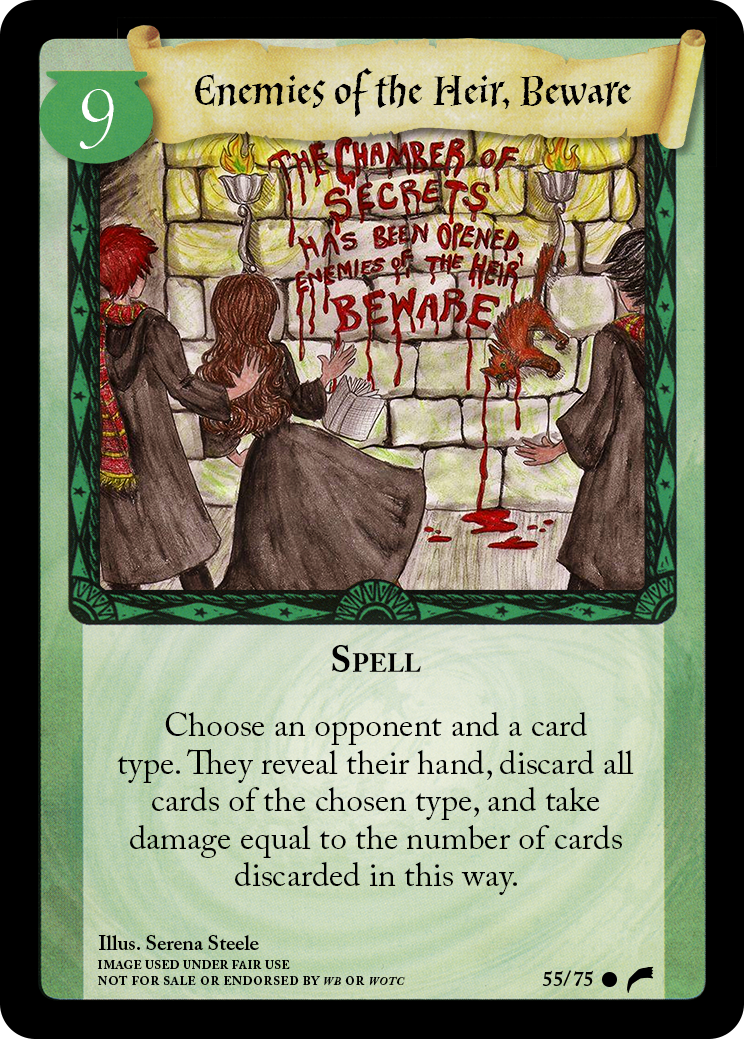 9
Enemies of the Heir, Beware
THE CHAMBER OF
SECRETS
HAS BEEN OPENED
ENEMIES OF THE HEIR
BEWARE
Spell
Choose an opponent and a card
type. They reveal their hand, discard all
cards of the chosen type, and take
damage equal to the number of cards
discarded in this way.
Illus. Serena Steele
IMAGE USED UNDER FAIR USE
NOT FOR SALE OR ENDORSED BY WB OR WOTC
55/75